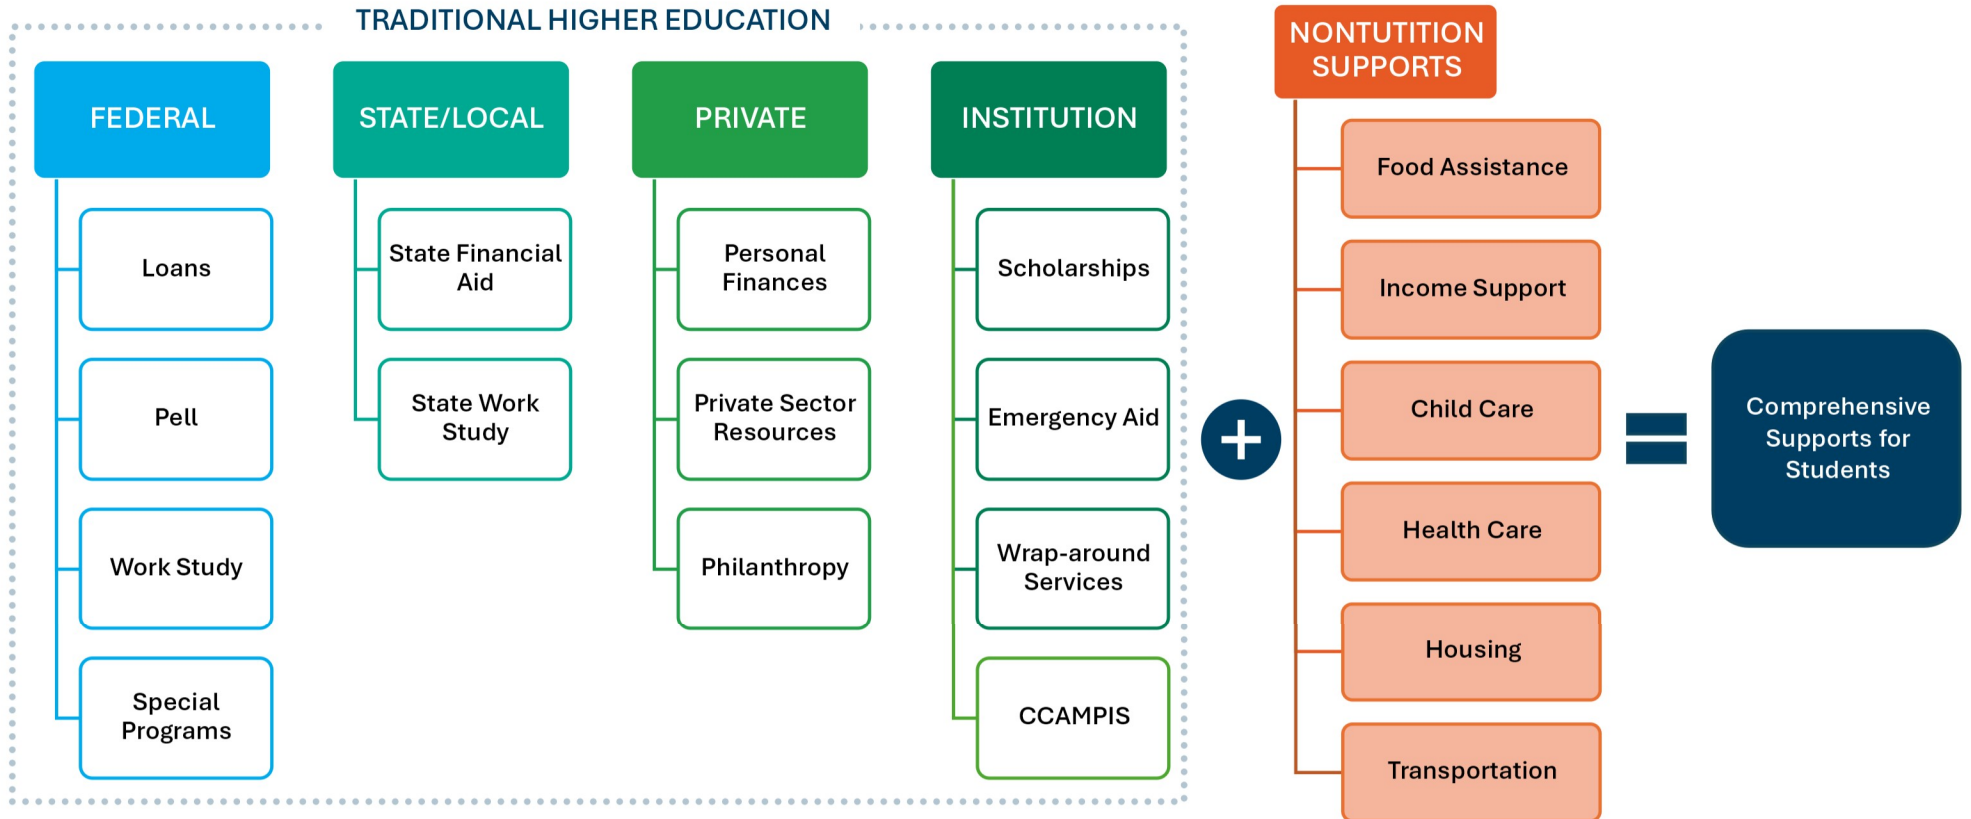 TRADITIONAL HIGHER EDUCATION
FEDERAL
Loans
Pell
Work Study
Special
Programs
STATE/LOCAL
State Financial
Aid
State Work
Study
PRIVATE
Personal
Finances
Private Sector
Resources
Philanthropy
INSTITUTION
Scholarships
Emergency Aid
Wrap-around
Services
CCAMPIS
+
NONTUTITION
SUPPORTS
Food Assistance
Income Support
Child Care
Health Care
Housing
Transportation
=
Comprehensive
Supports for
Students